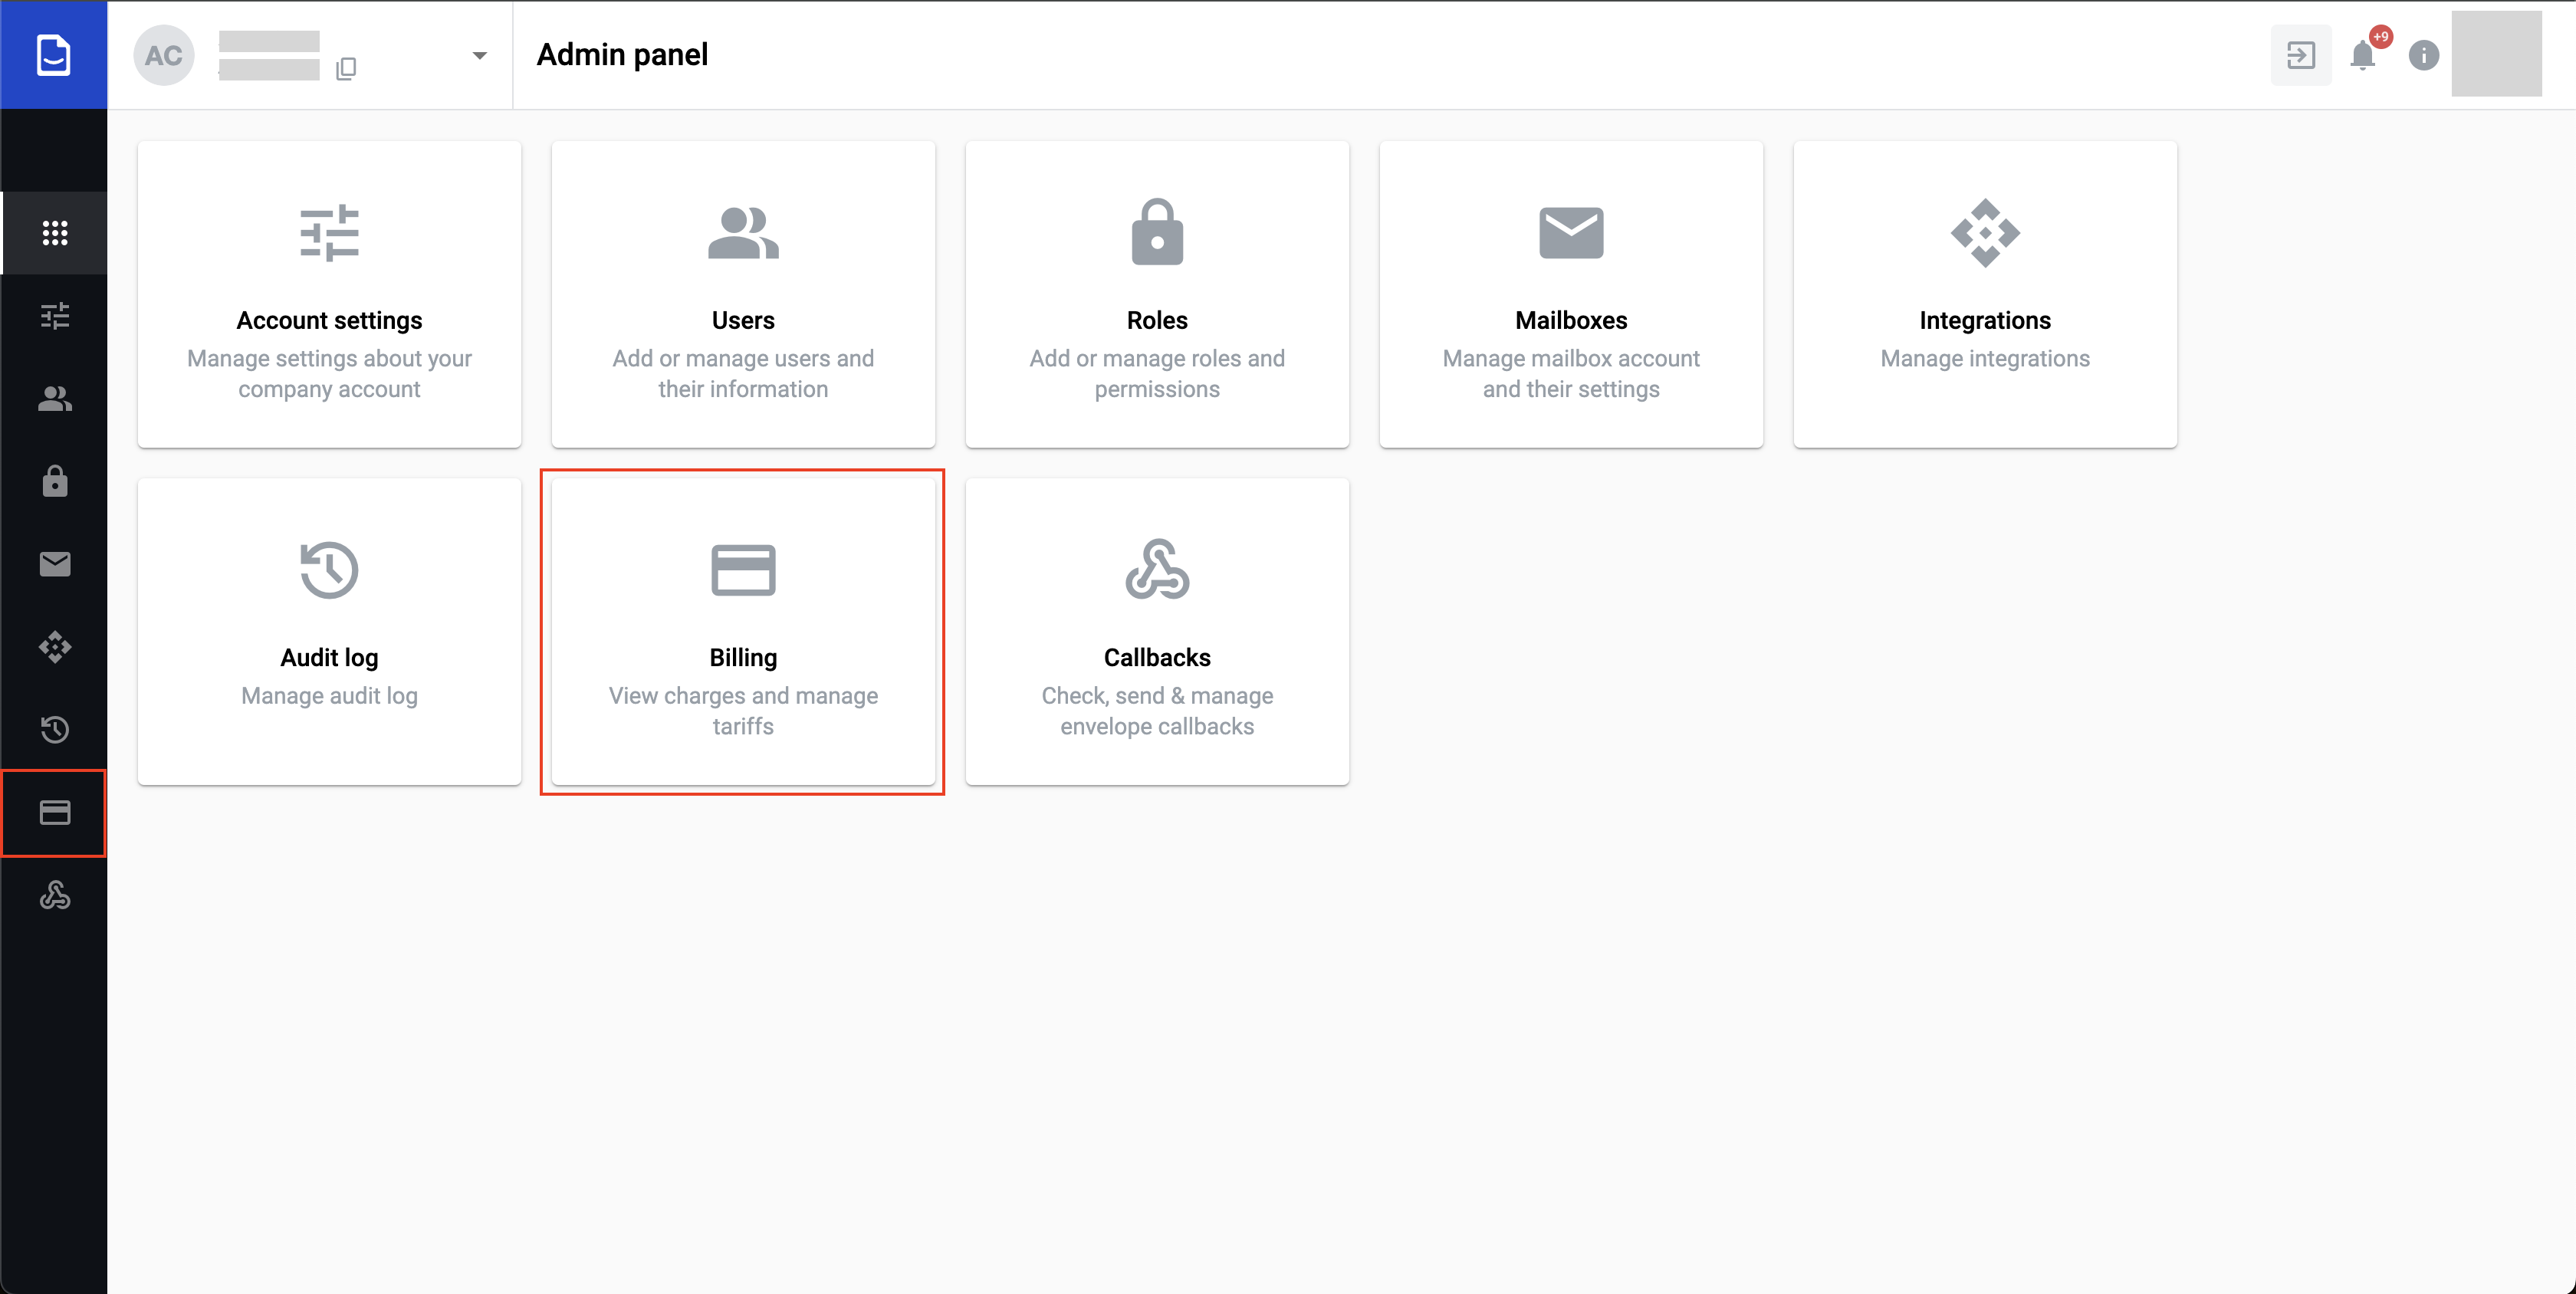 AC
Admin panel
+9
Account settings
Manage settings about your
company account
Users
Add or manage users and
their information
Roles
Add or manage roles and
permissions
Mailboxes
Manage mailbox account
and their settings
Integrations
Manage integrations
Audit log
Manage audit log
Billing
View charges and manage
tariffs
Callbacks
Check, send & manage
envelope callbacks